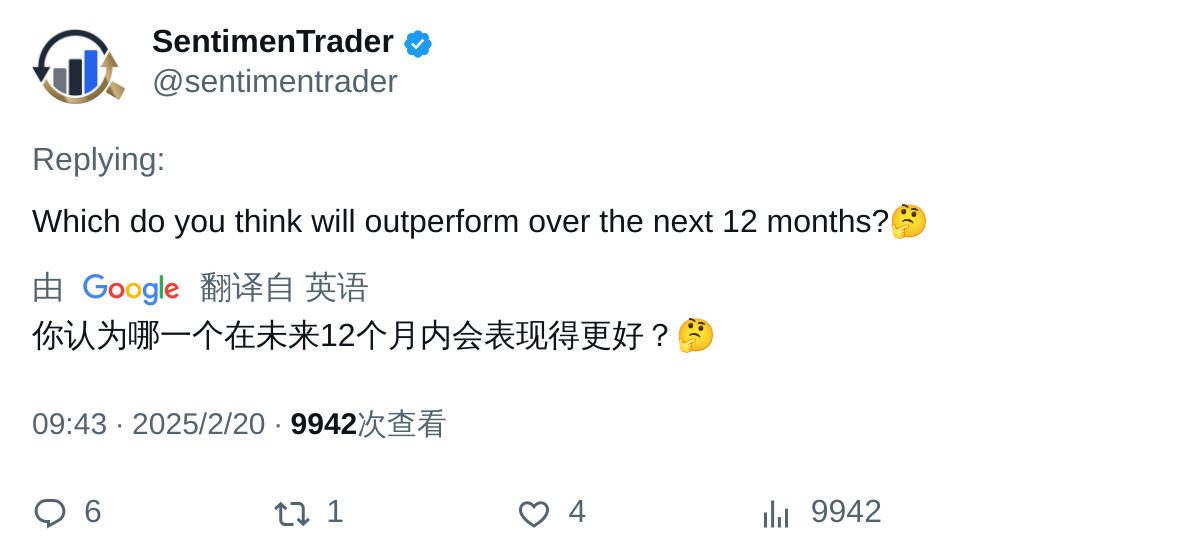 SentimenTrader
@sentimentrader
Replying:
Which do you think will outperform over the next 12 months?🤔
由 Google 翻译自 英语
你认为哪一个在未来12个月内会表现得更好？🤔
09:43 · 2025/2/20 · 9942次查看
6 1 4 9942